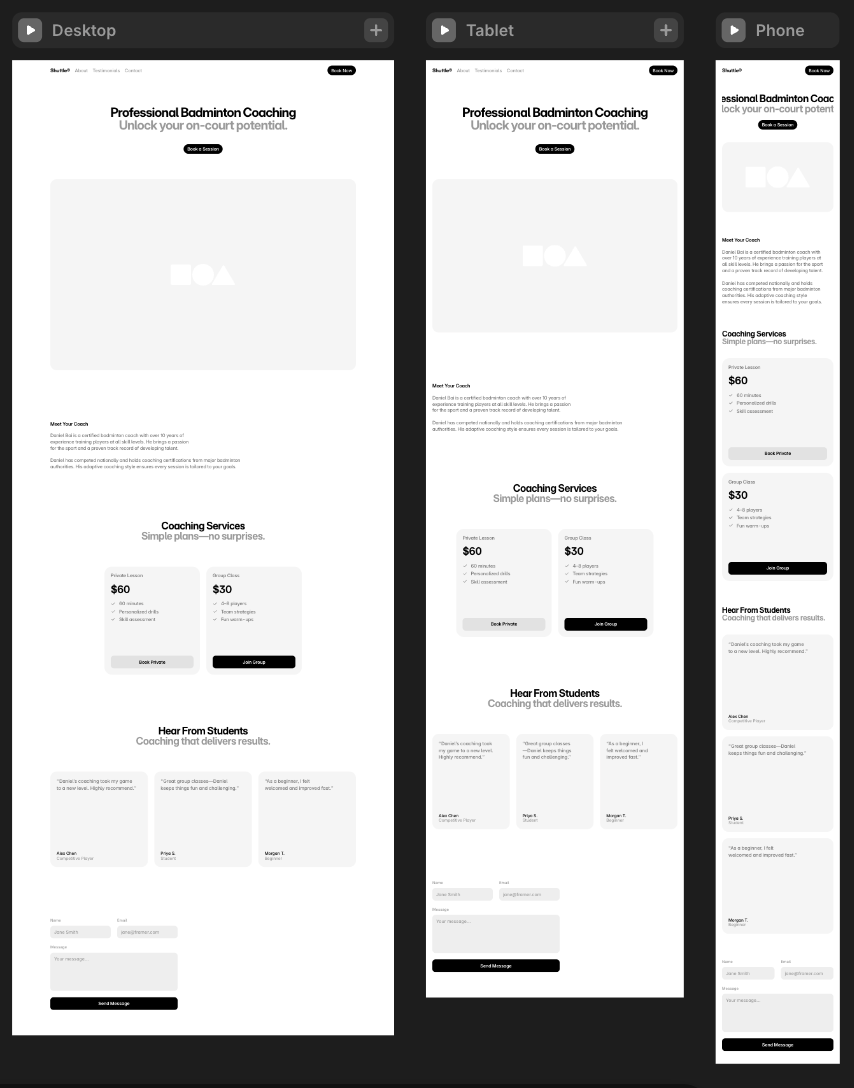 Desktop
Shuttle® About Testimonials Contact Book Now
Professional Badminton Coaching
Unlock your on-court potential.
Book a Session
Meet Your Coach
Daniel Bai is a certified badminton coach with over 10 years of
experience training players at all skill levels. He brings a passion
for the sport and a proven track record of developing talent.
Daniel has competed nationally and holds coaching certifications from major badminton
authorities. His adaptive coaching style ensures every session is tailored to your goals.
Coaching Services
Simple plans—no surprises.
Private Lesson
$60
60 minutes
Personalized drills
Skill assessment
Book Private
Group Class
$30
4-8 players
Team strategies
Fun warm-ups
Join Group
Hear From Students
Coaching that delivers results.
"Daniel's coaching took my game
to a new level. Highly recommend."
Alex Chen
Competitive Player
"Great group classes—Daniel
keeps things fun and challenging."
Priya S.
Student
"As a beginner, I felt
welcomed and improved fast."
Morgan T.
Beginner
Name
Jane Smith
Email
jane@framer.com
Message
Your message...
Send Message
Tablet
Shuttle® About Testimonials Contact Book Now
Professional Badminton Coaching
Unlock your on-court potential.
Book a Session
Meet Your Coach
Daniel Bai is a certified badminton coach with over 10 years of
experience training players at all skill levels. He brings a passion
for the sport and a proven track record of developing talent.
Daniel has competed nationally and holds coaching certifications from major badminton
authorities. His adaptive coaching style ensures every session is tailored to your goals.
Coaching Services
Simple plans—no surprises.
Private Lesson
$60
60 minutes
Personalized drills
Skill assessment
Book Private
Group Class
$30
4-8 players
Team strategies
Fun warm-ups
Join Group
Hear From Students
Coaching that delivers results.
"Daniel's coaching took
my game to a new level.
Highly recommend."
Alex Chen
Competitive Player
"Great group classes
—Daniel keeps things
fun and challenging."
Priya S.
Student
"As a beginner, I
felt welcomed and
improved fast."
Morgan T.
Beginner
Name
Jane Smith
Email
jane@framer.com
Message
Your message...
Send Message
Phone
Shuttle® Book Now
essional Badminton Coac
lock your on-court potent
Book a Session
Meet Your Coach
Daniel Bai is a certified badminton coach with
over 10 years of experience training players at
all skill levels. He brings a passion for the sport
and a proven track record of developing talent.
Daniel has competed nationally and holds
coaching certifications from major badminton
authorities. His adaptive coaching style
ensures every session is tailored to your goals.
Coaching Services
Simple plans—no surprises.
Private Lesson
$60
60 minutes
Personalized drills
Skill assessment
Book Private
Group Class
$30
4-8 players
Team strategies
Fun warm-ups
Join Group
Hear From Students
Coaching that delivers results.
"Daniel's coaching took my game
to a new level. Highly recommend."
Alex Chen
Competitive Player
"Great group classes—Daniel
keeps things fun and challenging."
Priya S.
Student
"As a beginner, I felt
welcomed and improved fast."
Morgan T.
Beginner
Name
Jane Smith
Email
jane@framer.com
Message
Your message...
Send Message